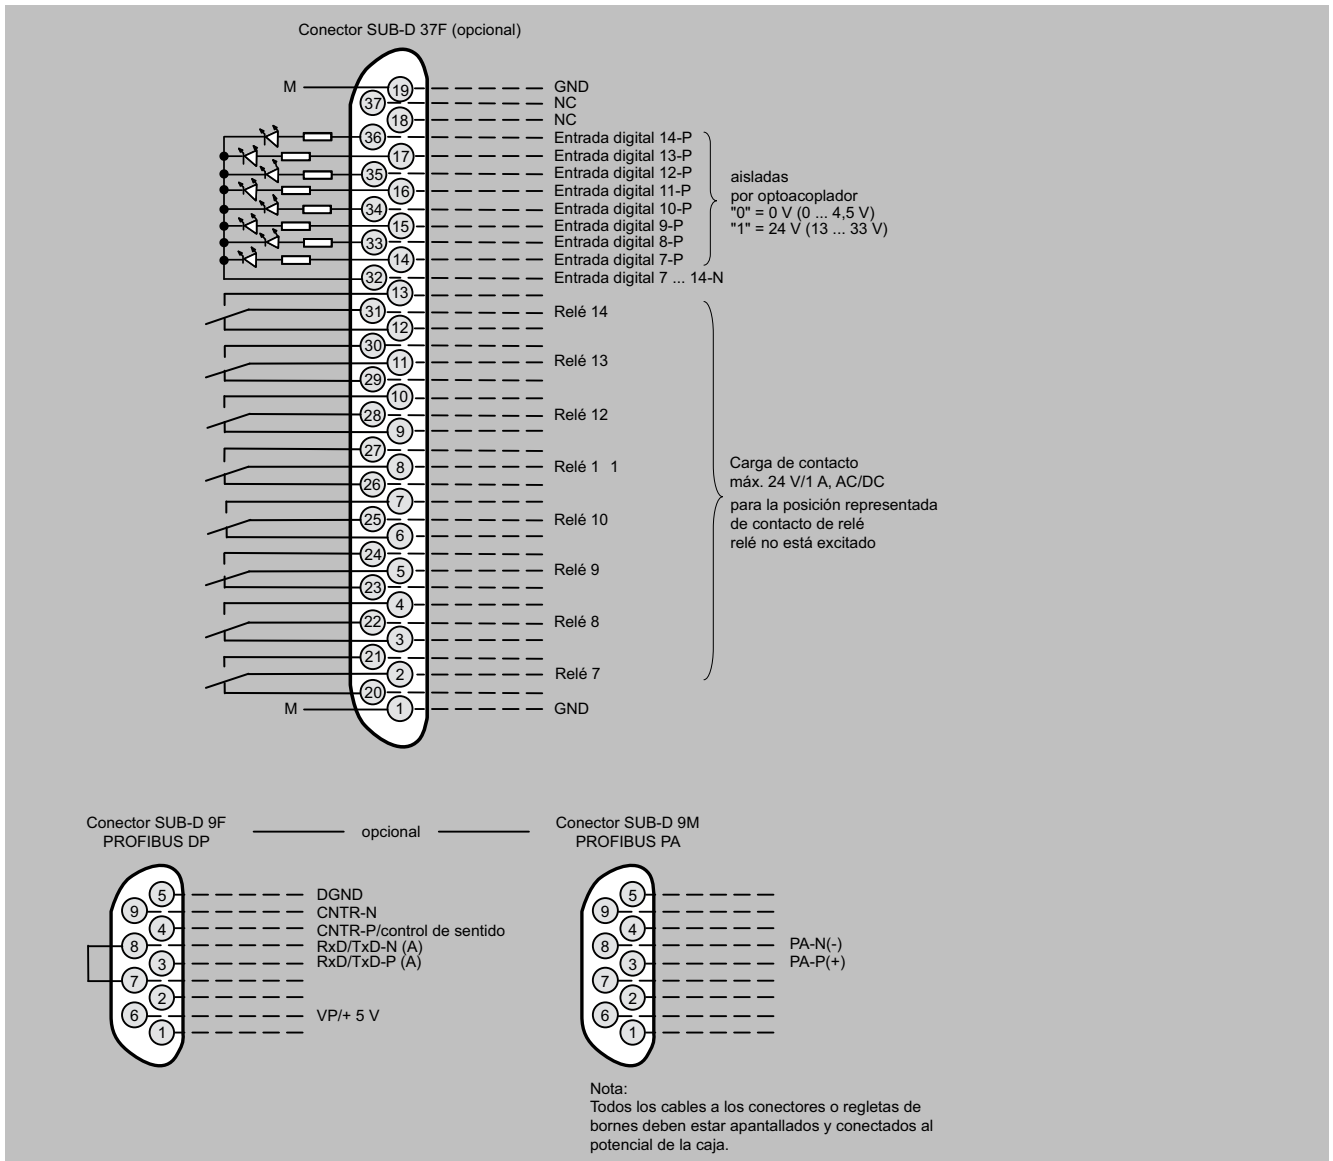 Conector SUB-D 37F (opcional)
M
19
GND
37
NC
18
NC
36
Entrada digital 14-P
17
Entrada digital 13-P
35
Entrada digital 12-P
16
Entrada digital 11-P
34
Entrada digital 10-P
15
Entrada digital 9-P
33
Entrada digital 8-P
14
Entrada digital 7-P
32
Entrada digital 7 ... 14-N
aisladas
por optoacoplador
"0" = 0 V (0 ... 4,5 V)
"1" = 24 V (13 ... 33 V)
13
31
Relé 14
12
30
11
Relé 13
29
10
28
Relé 12
9
27
8
Relé 1 1
26
7
25
Relé 10
6
24
5
Relé 9
23
4
22
Relé 8
3
21
2
Relé 7
20
M
1
GND
Carga de contacto
máx. 24 V/1 A, AC/DC
para la posición representada
de contacto de relé
relé no está excitado
Conector SUB-D 9F
PROFIBUS DP
opcional
Conector SUB-D 9M
PROFIBUS PA
5
DGND
9
CNTR-N
4
CNTR-P/control de sentido
8
RxD/TxD-N (A)
3
RxD/TxD-P (A)
7
2
6
VP/+ 5 V
1
5
9
4
8
PA-N(-)
3
PA-P(+)
7
2
6
1
Nota:
Todos los cables a los conectores o regletas de
bornes deben estar apantallados y conectados al
potencial de la caja.